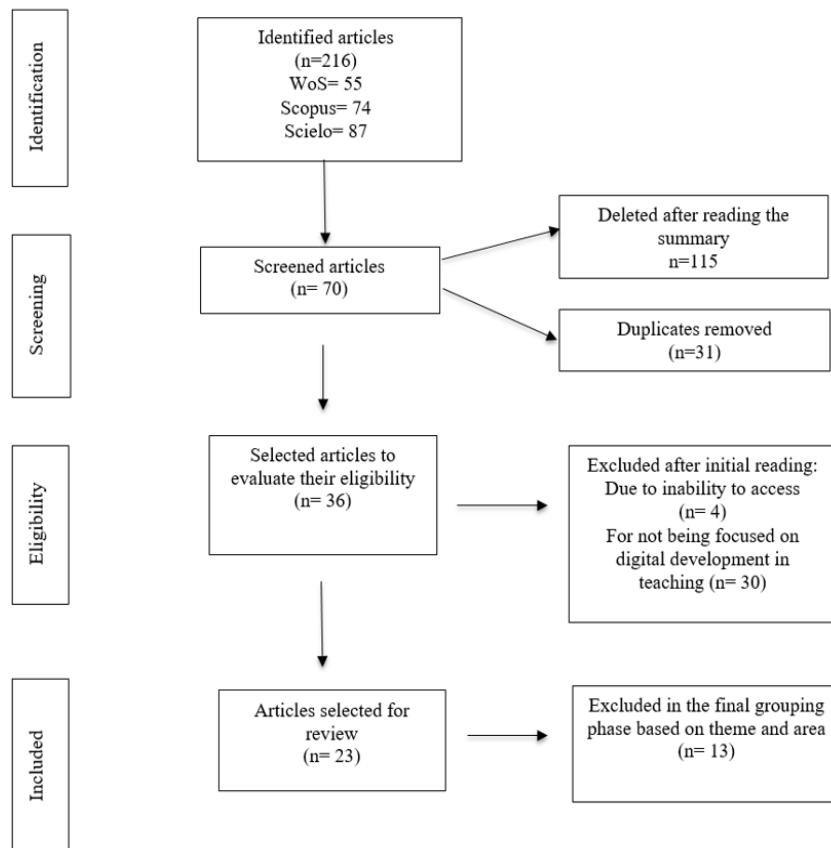 Identification
Identified articles
(n=216)
WoS= 55
Scopus= 74
Scielo= 87
Screening
Screened articles
(n= 70)
Deleted after reading the
summary
n=115
Duplicates removed
(n=31)
Eligibility
Selected articles to
evaluate their eligibility
(n= 36)
Excluded after initial reading:
Due to inability to access
(n= 4)
For not being focused on
digital development in
teaching (n= 30)
Included
Articles selected for
review
(n= 23)
Excluded in the final grouping
phase based on theme and area
(n= 13)